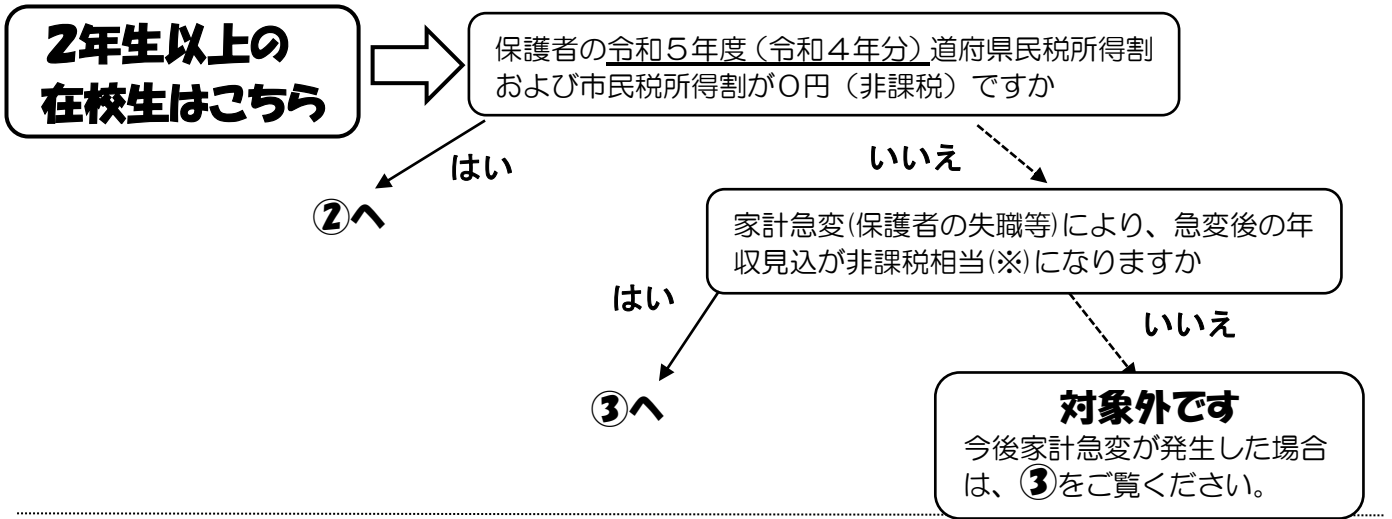 2年生以上の
在校生はこちら
保護者の令和5年度(令和4年分)道府県民税所得割
および市民税所得割が0円（非課税）ですか
はい
いいえ
②へ
家計急変(保護者の失職等)により、急変後の年
収見込が非課税相当(※)になりますか
はい
いいえ
③へ
対象外です
今後家計急変が発生した場合
は、③をご覧ください。